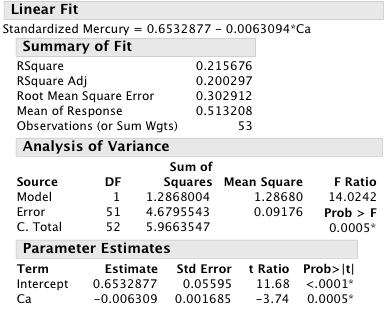 Linear Fit
Standardized Mercury = 0.6532877 - 0.0063094*Ca
Summary of Fit
RSquare 0.215676
RSquare Adj 0.200297
Root Mean Square Error 0.302912
Mean of Response 0.513208
Observations (or Sum Wgts) 53
Analysis of Variance
Sum of
Source DF Squares Mean Square F Ratio
Model 1 1.2868004 1.28680 14.0242
Error 51 4.6795543 0.09176 Prob > F
C. Total 52 5.9663547 0.0005*
Parameter Estimates
Term Estimate Std Error t Ratio Prob>|t|
Intercept 0.6532877 0.05595 11.68 <.0001*
Ca -0.006309 0.001685 -3.74 0.0005*